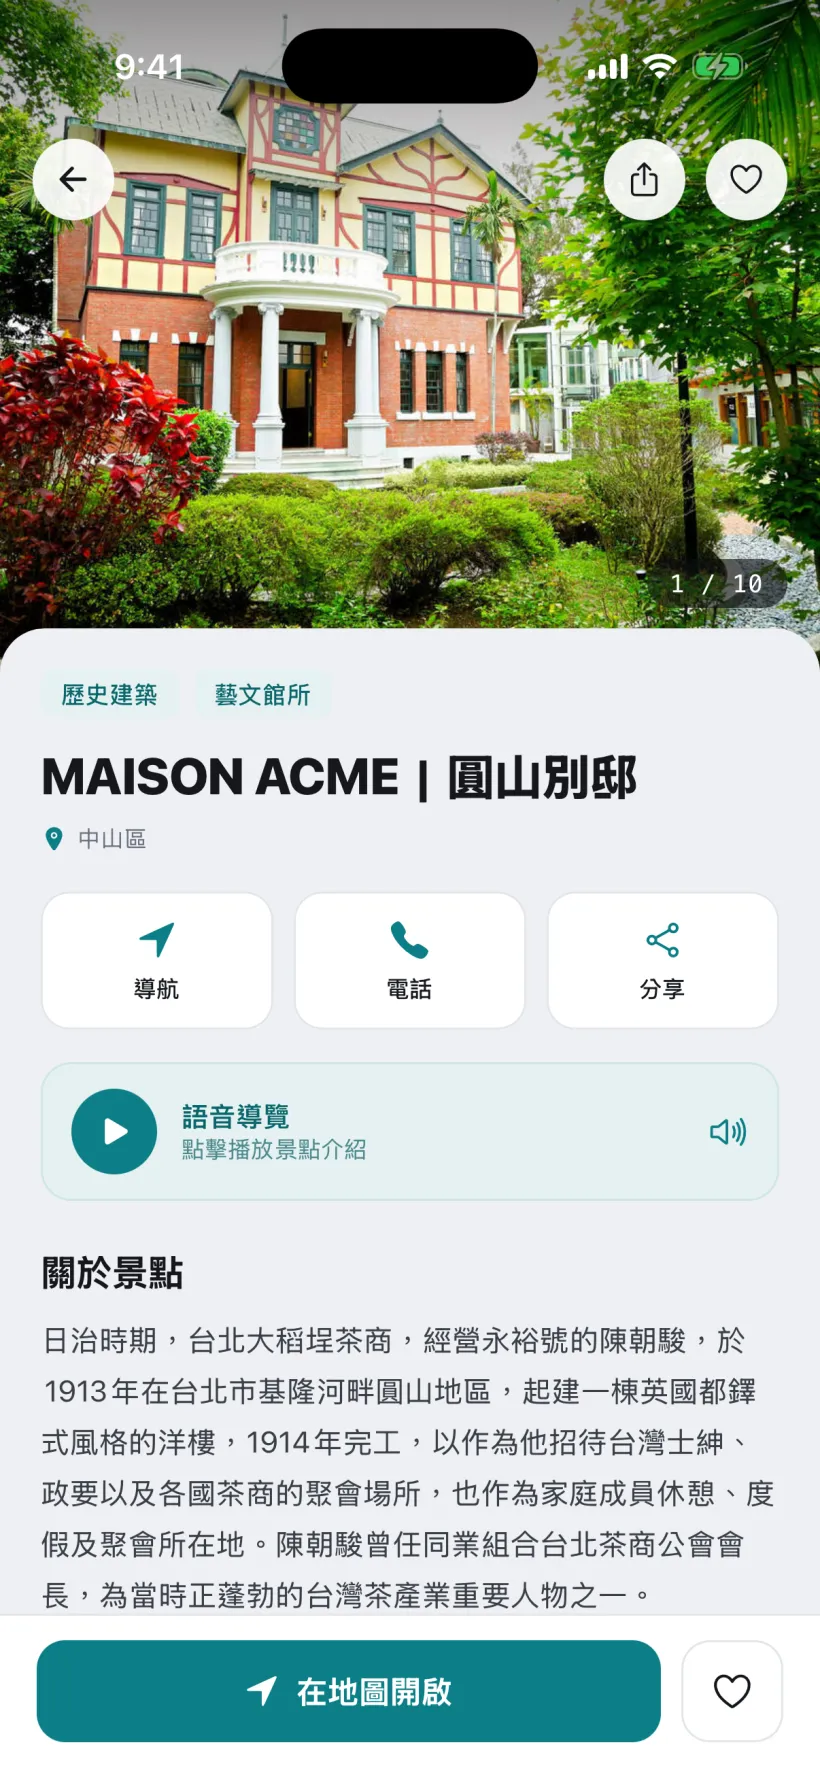 9:41
1 / 10
歷史建築
藝文館所
MAISON ACME | 圓山別邸
中山區
導航
電話
分享
語音導覽
點擊播放景點介紹
關於景點
日治時期，台北大稻埕茶商，經營永裕號的陳朝駿，於
1913年在台北市基隆河畔圓山地區，起建一棟英國都鐸
式風格的洋樓，1914年完工，以作為他招待台灣士紳、
政要以及各國茶商的聚會場所，也作為家庭成員休憩、度
假及聚會所在地。陳朝駿曾任同業組合台北茶商公會會
長，為當時正蓬勃的台灣茶產業重要人物之一。
在地圖開啟